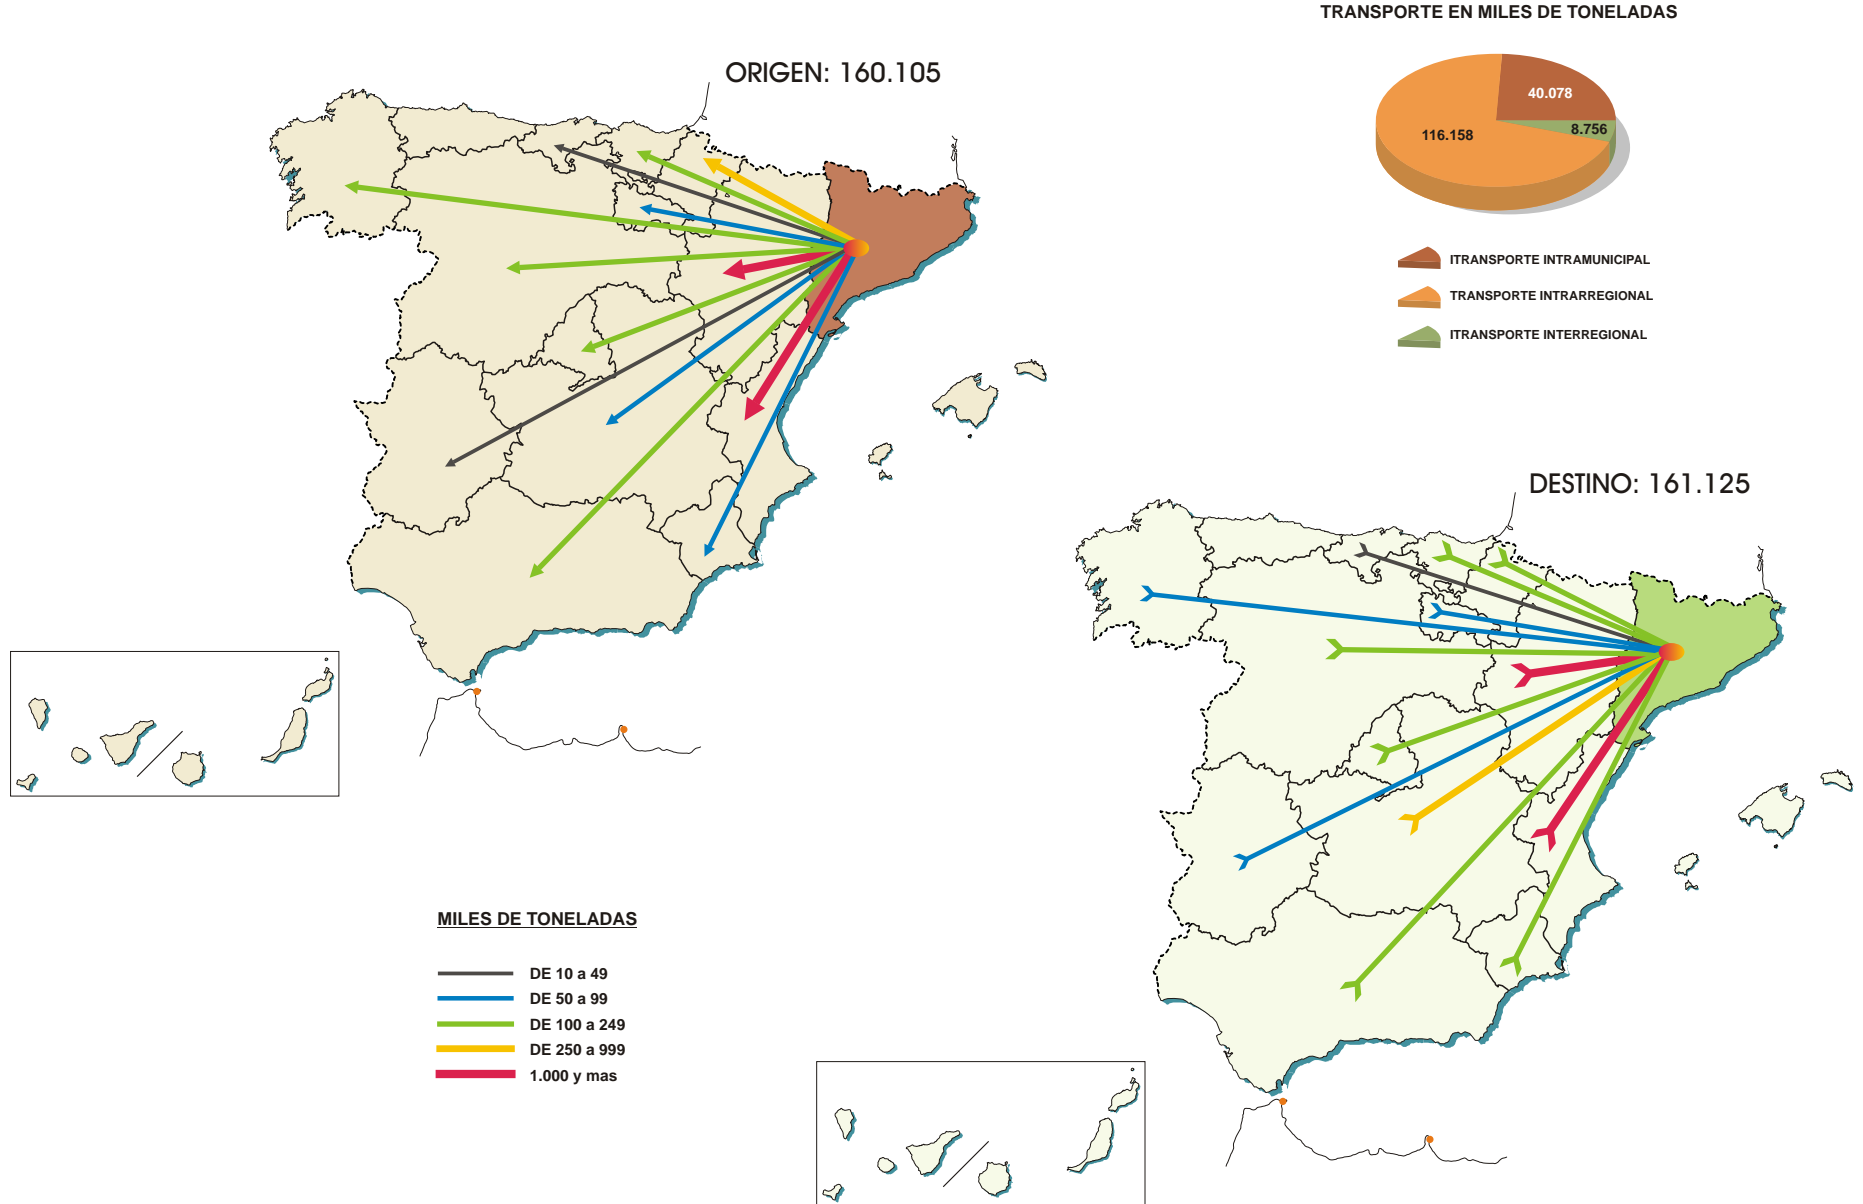 TRANSPORTE EN MILES DE TONELADAS
ORIGEN: 160.105
40.078
8.756
116.158
ITRANSPORTE INTRAMUNICIPAL
TRANSPORTE INTRARREGIONAL
ITRANSPORTE INTERREGIONAL
DESTINO: 161.125
MILES DE TONELADAS
DE 10 a 49
DE 50 a 99
DE 100 a 249
DE 250 a 999
1.000 y mas